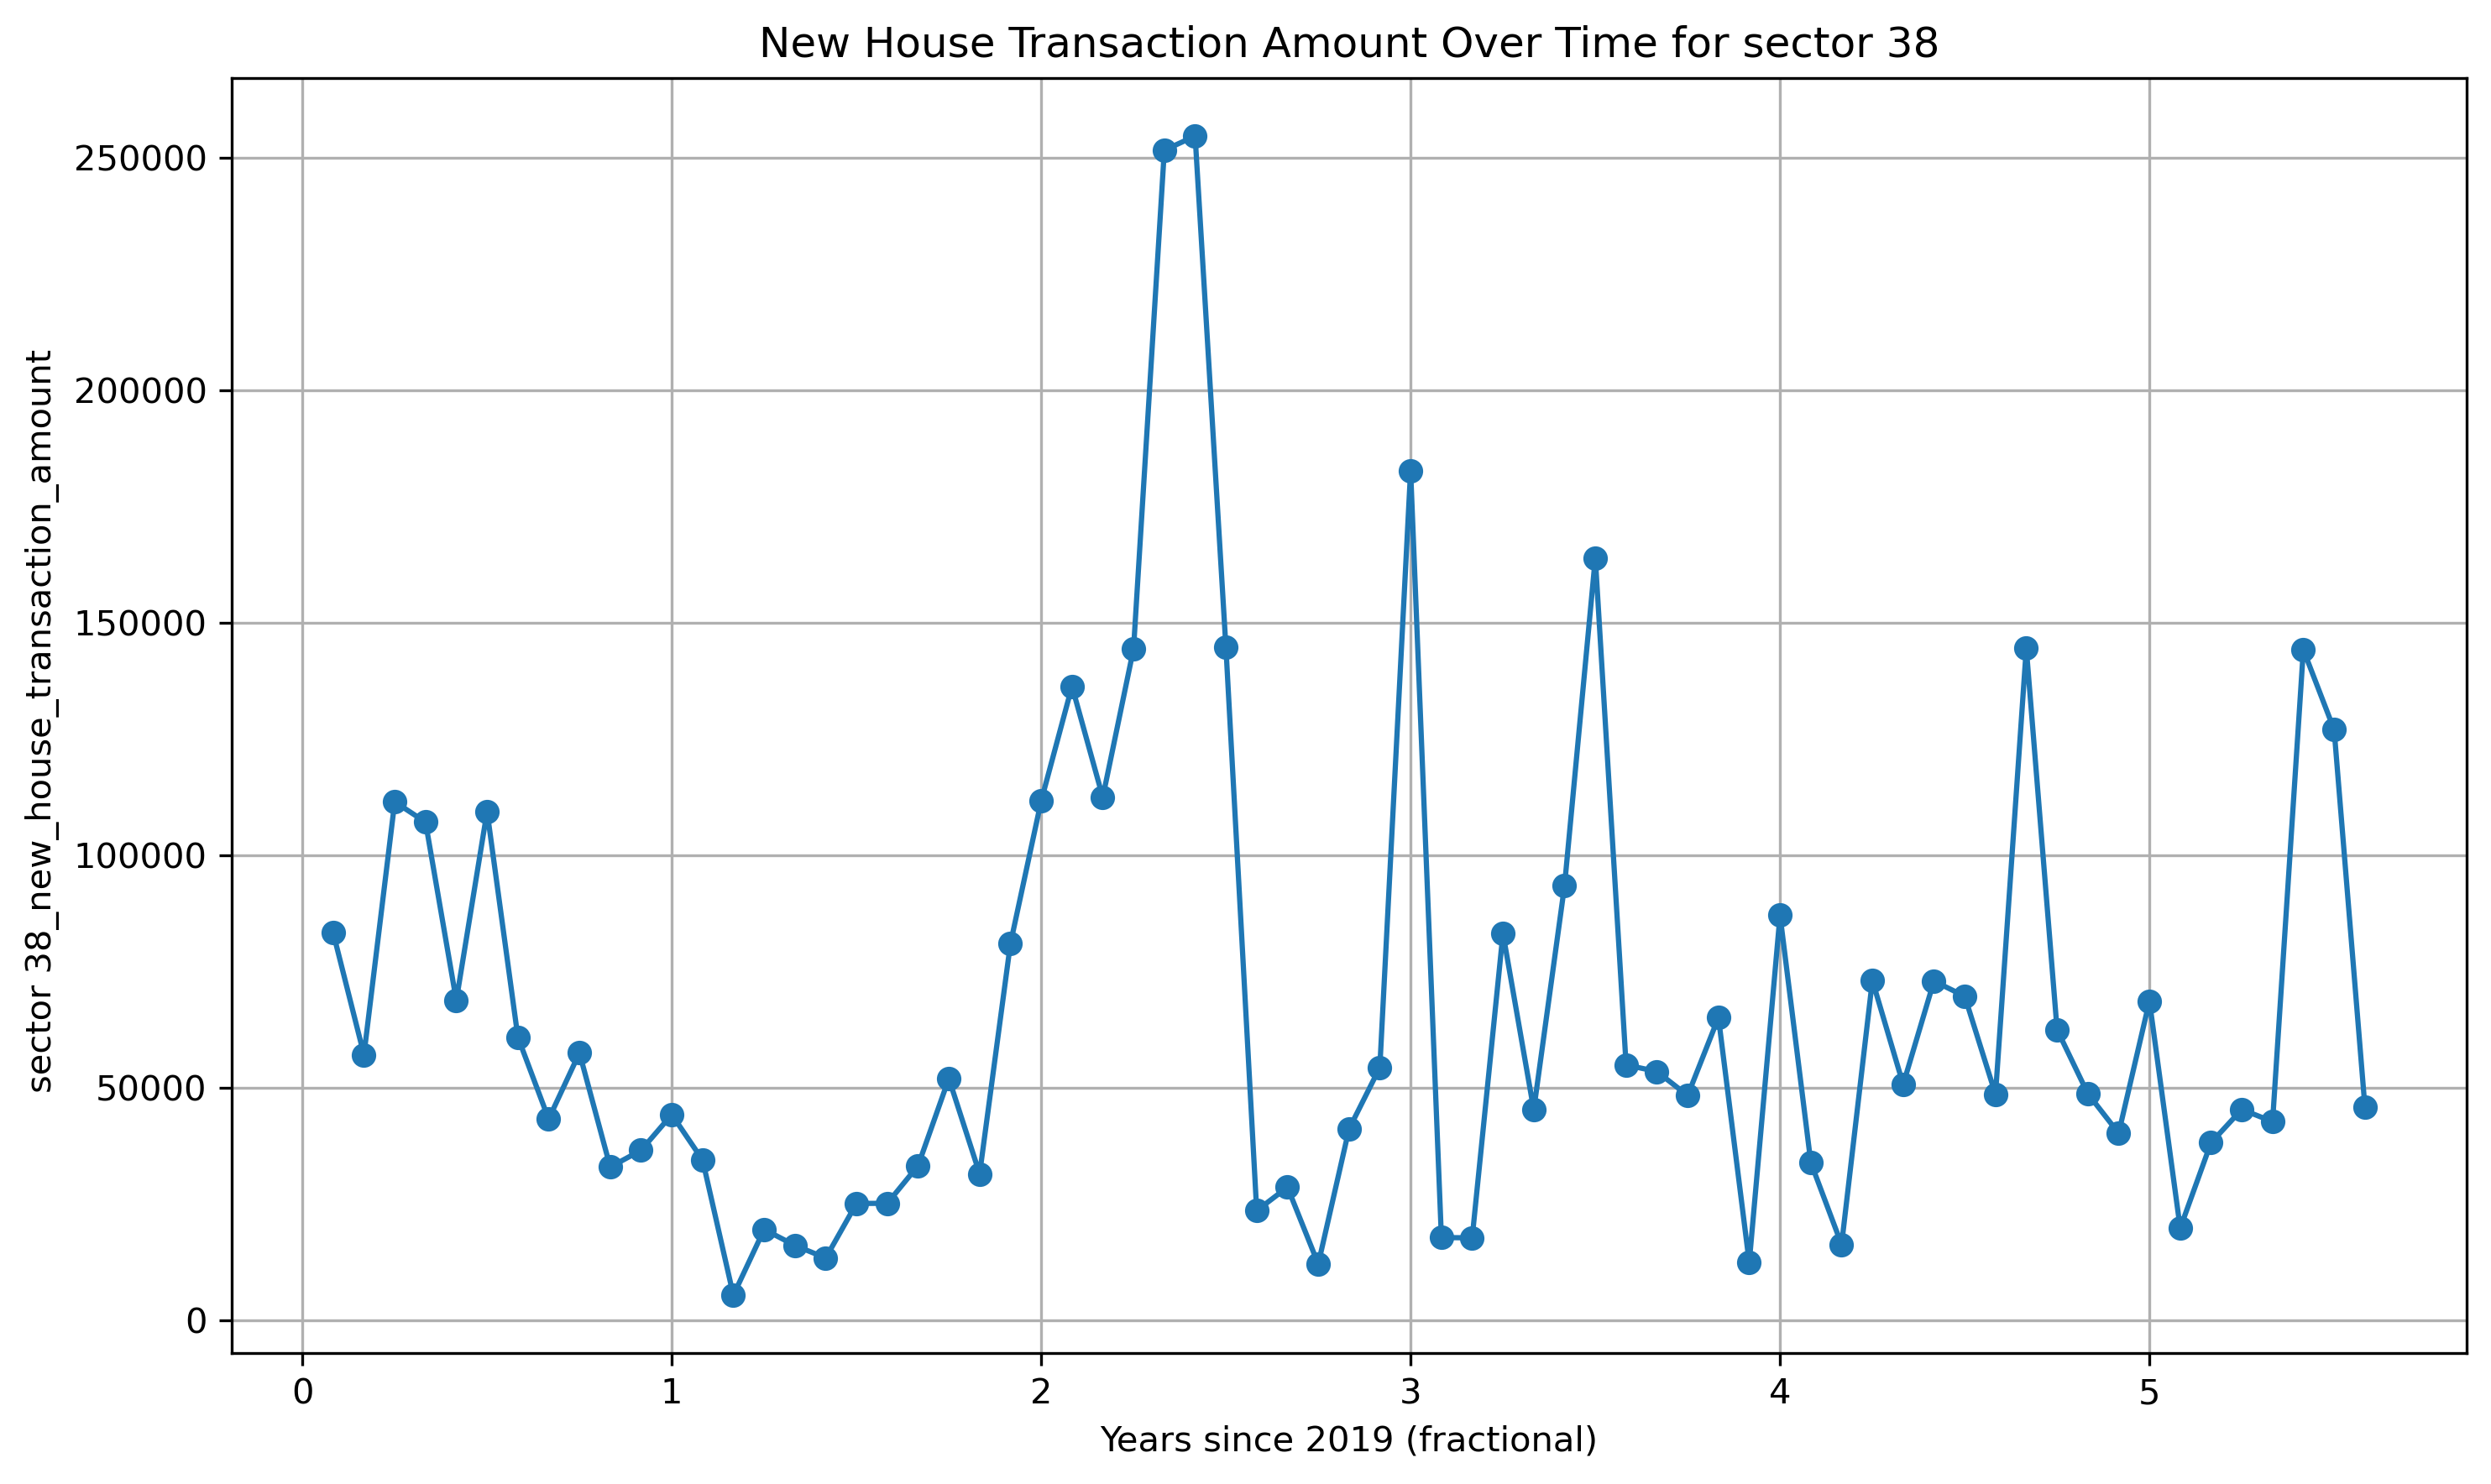 New House Transaction Amount Over Time for sector 38
sector 38_new_house_transaction_amount
250000
200000
150000
100000
50000
0
0 1 2 3 4 5
Years since 2019 (fractional)